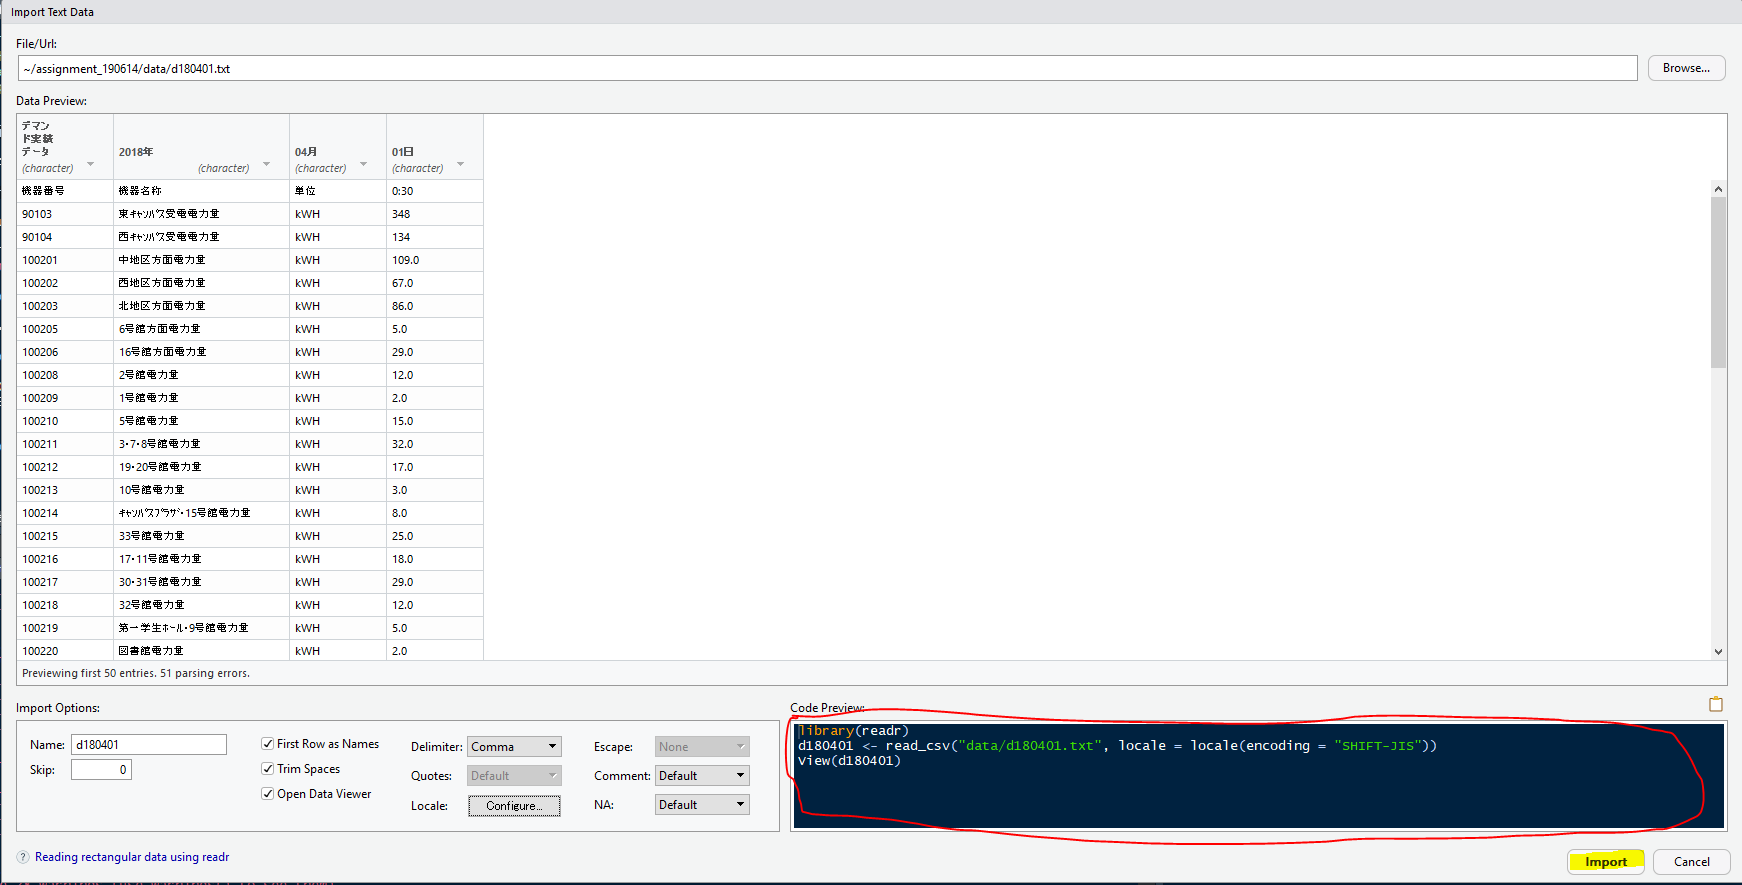 Import Text Data
File/Url:
~/assignment_190614/data/d180401.txt
Browse...
Data Preview:
デマン
ド実績
データ
(character)
2018年
(character)
04月
(character)
01日
(character)
機器番号 機器名称 単位 0:30
90103 東ｷｬﾝﾊﾟｽ受電電力量 kWH 348
90104 西ｷｬﾝﾊﾟｽ受電電力量 kWH 134
100201 中地区方面電力量 kWH 109.0
100202 西地区方面電力量 kWH 67.0
100203 北地区方面電力量 kWH 86.0
100205 6号館方面電力量 kWH 5.0
100206 16号館方面電力量 kWH 29.0
100208 2号館電力量 kWH 12.0
100209 1号館電力量 kWH 2.0
100210 5号館電力量 kWH 15.0
100211 3･7･8号館電力量 kWH 32.0
100212 19･20号館電力量 kWH 17.0
100213 10号館電力量 kWH 3.0
100214 ｷｬﾝﾊﾟｽﾌﾟﾗｻﾞ･15号館電力量 kWH 8.0
100215 33号館電力量 kWH 25.0
100216 17･11号館電力量 kWH 18.0
100217 30･31号館電力量 kWH 29.0
100218 32号館電力量 kWH 12.0
100219 第一学生ﾎｰﾙ･9号館電力量 kWH 5.0
100220 図書館電力量 kWH 2.0
Previewing first 50 entries. 51 parsing errors.
Import Options:
Name: d180401
Skip: 0
First Row as Names
Trim Spaces
Open Data Viewer
Delimiter: Comma
Quotes: Default
Locale: Configure...
Escape: None
Comment: Default
NA: Default
Code Preview:
library(readr)
d180401 <- read_csv("data/d180401.txt", locale = locale(encoding = "SHIFT-JIS"))
View(d180401)
? Reading rectangular data using readr
Import
Cancel